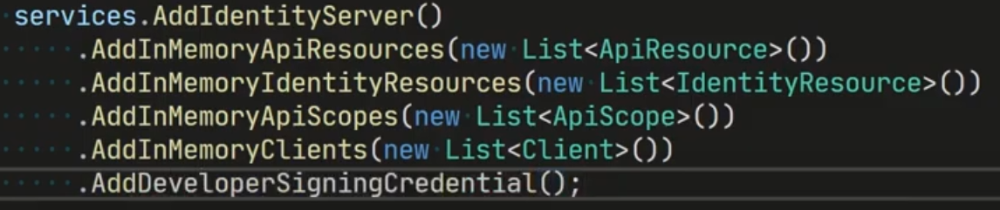 services.AddIdentityServer()
.AddInMemoryApiResources(new List<ApiResource>())
.AddInMemoryIdentityResources(new List<IdentityResource>())
.AddInMemoryApiScopes(new List<ApiScope>())
.AddInMemoryClients(new List<Client>())
.AddDeveloperSigningCredential();